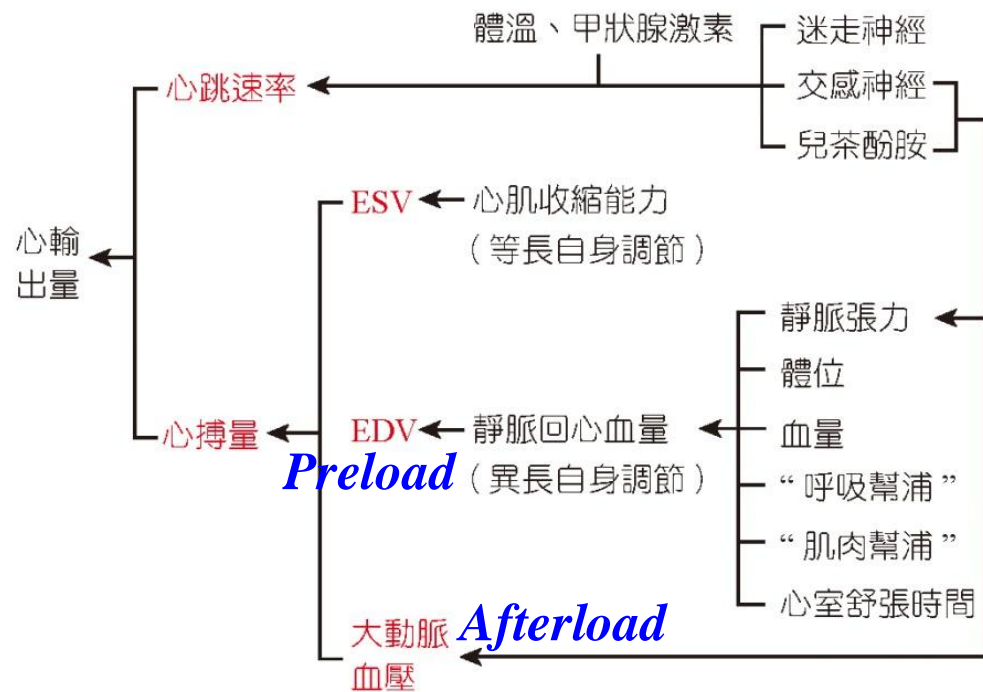 體溫、甲狀腺激素
迷走神經
心跳速率
交感神經
兒茶酚胺
ESV
心肌收縮能力
(等長自身調節)
心輸
出量
靜脈張力
體位
心搏量
EDV
靜脈回心血量
血量
Preload
(異長自身調節)
“呼吸幫浦”
“肌肉幫浦”
心室舒張時間
大動脈
血壓
Afterload